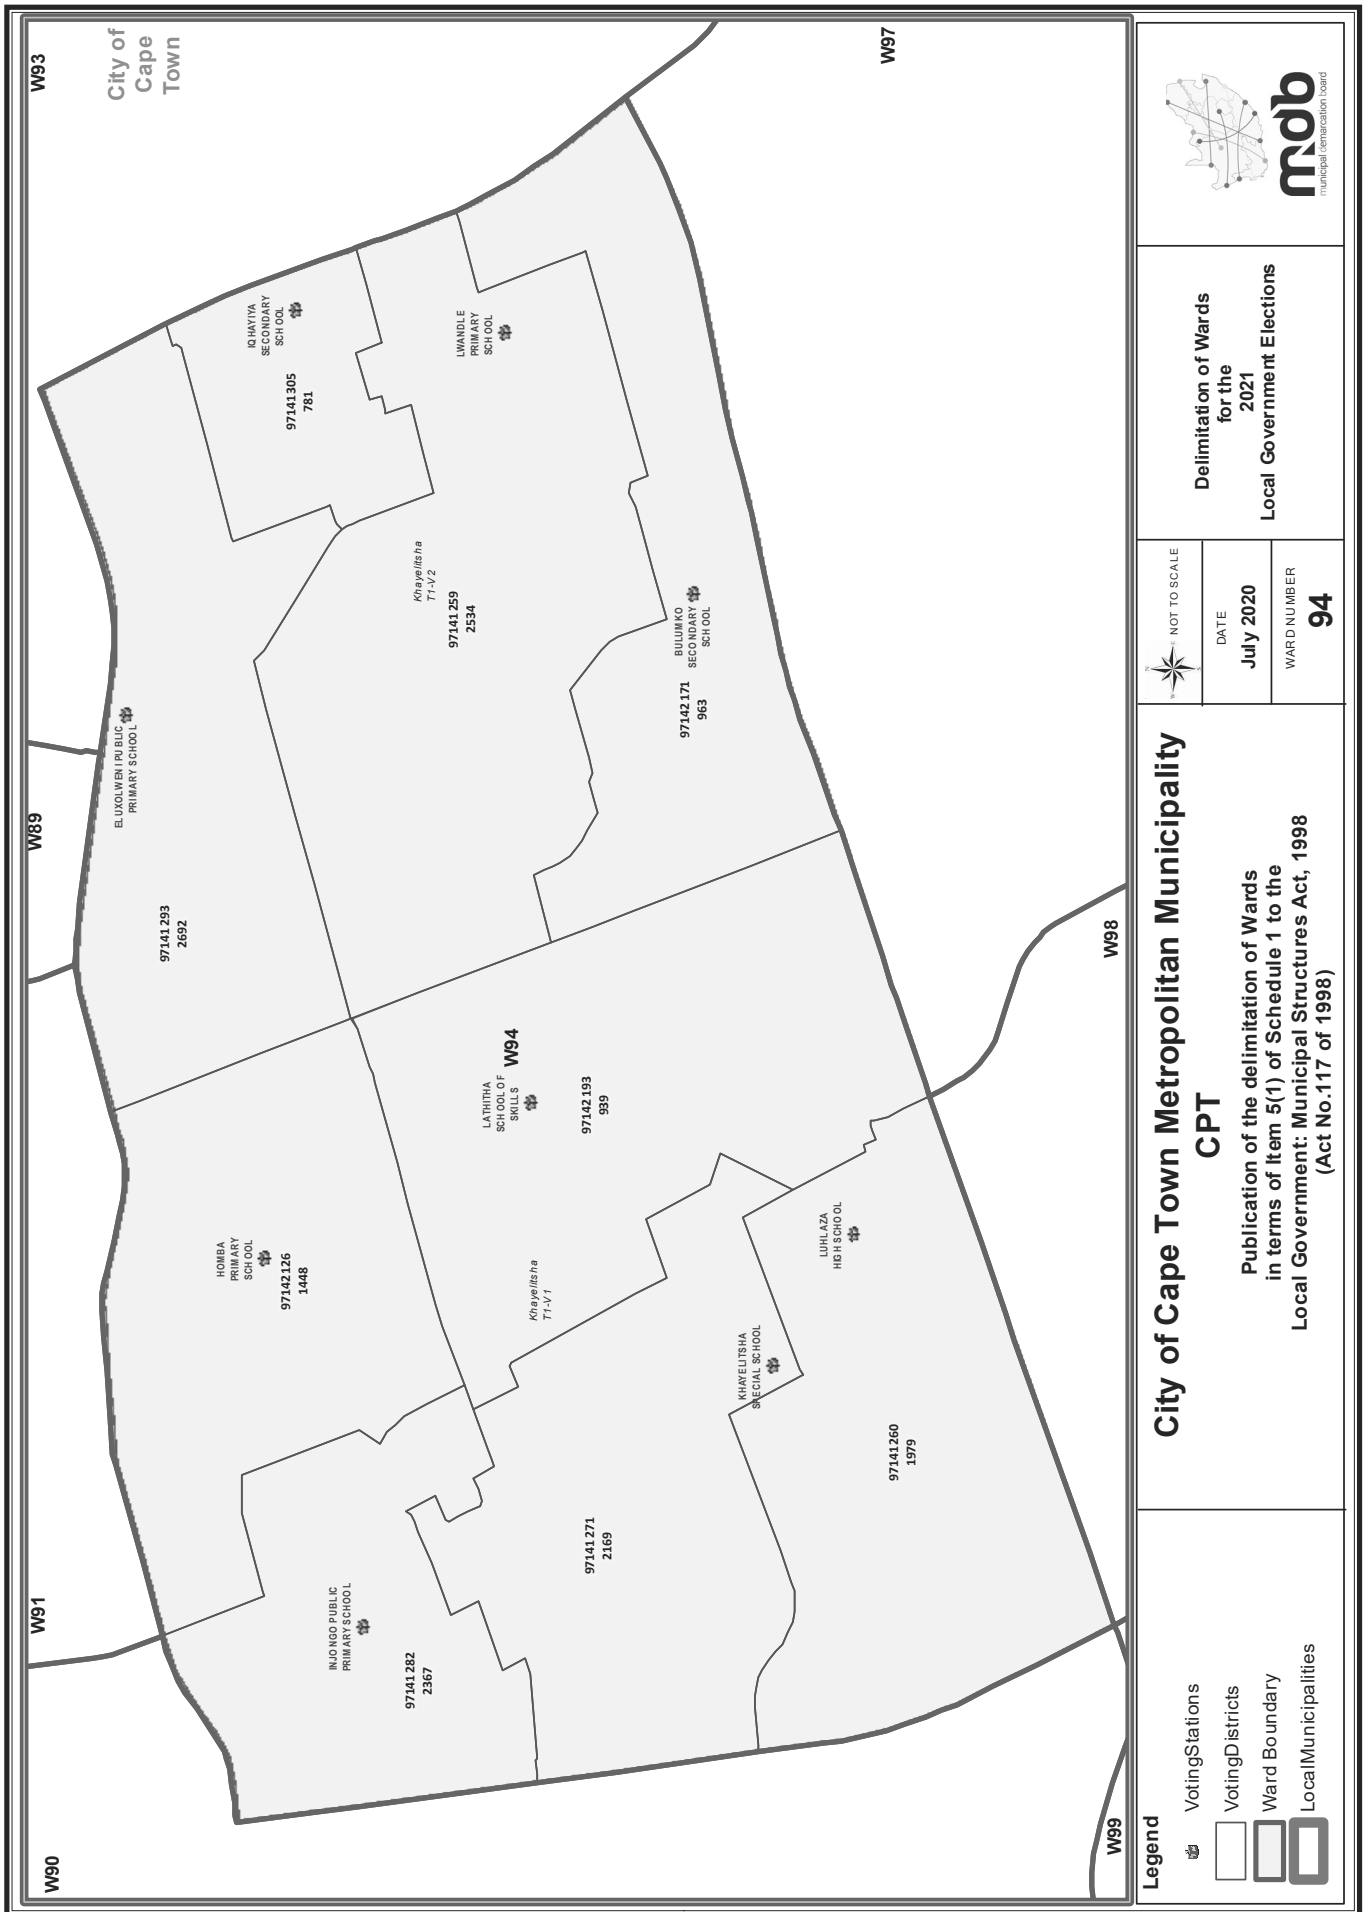 W90
W91
W89
W93
City of
Cape
Town
W97
ELUXOLWENI PUBLIC
PRIMARY SCHOOL
97141293
2692
IQHAYIYA
SECONDARY
SCHOOL
97141305
781
HOMBA
PRIMARY
SCHOOL
97142126
1448
INJONGO PUBLIC
PRIMARY SCHOOL
97141282
2367
Khayelitsha
T1-V2
97141259
2534
LWANDLE
PRIMARY
SCHOOL
LATHITHA
SCHOOL OF
SKILLS
W94
97142193
939
Khayelitsha
T1-V1
97141271
2169
BULUMKO
SECONDARY
SCHOOL
97142171
963
KHAYELITSHA
SPECIAL SCHOOL
LUHLAZA
HIGH SCHOOL
97141260
1979
W99
W98
Legend
VotingStations
VotingDistricts
Ward Boundary
LocalMunicipalities
City of Cape Town Metropolitan Municipality
CPT
Publication of the delimitation of Wards
in terms of Item 5(1) of Schedule 1 to the
Local Government: Municipal Structures Act, 1998
(Act No.117 of 1998)
N
W E
S
NOT TO SCALE
DATE
July 2020
WARD NUMBER
94
Delimitation of Wards
for the
2021
Local Government Elections
mdb
municipal demarcation board